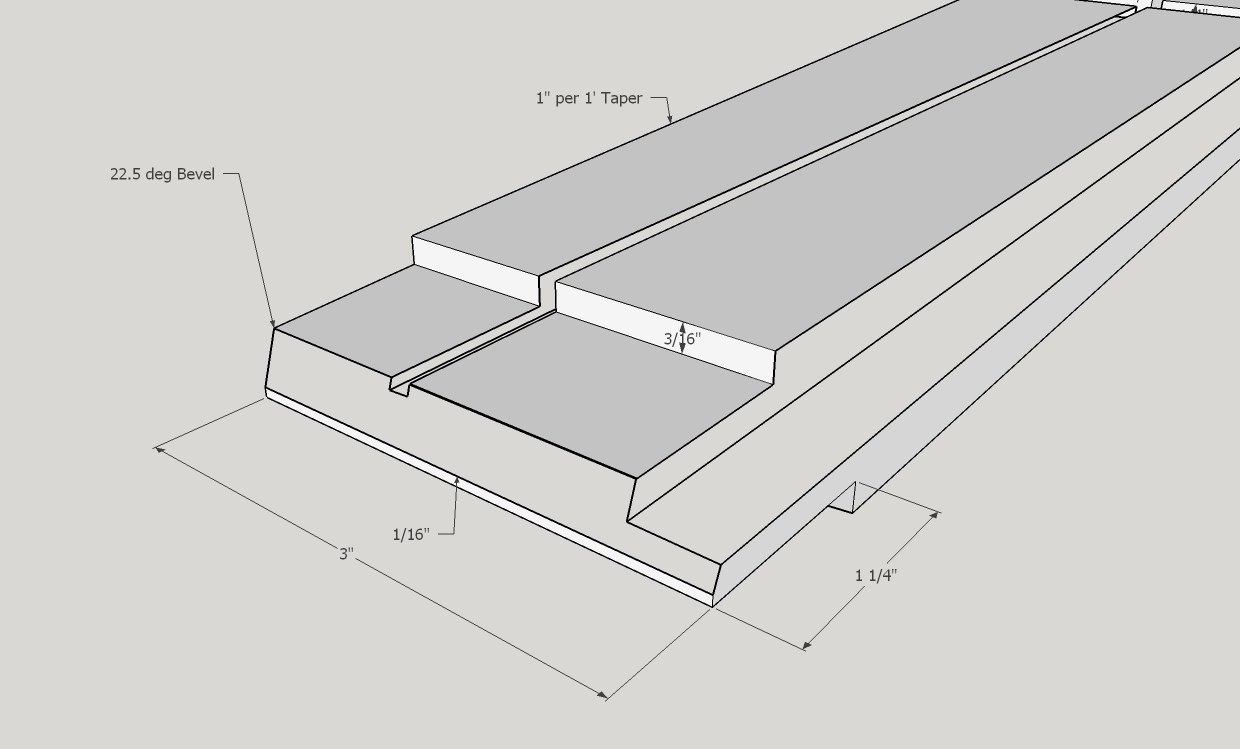 1" per 1' Taper
22.5 deg Bevel
3/16"
1/16"
3"
1 1/4"